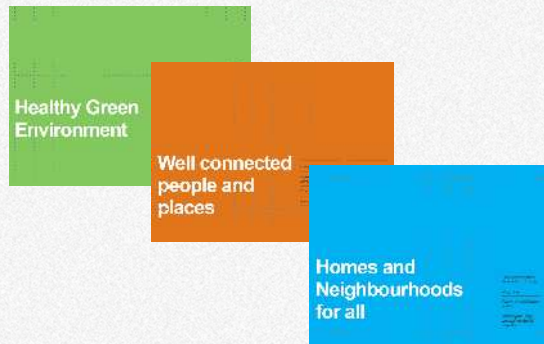 Healthy Green
Environment
Well connected
people and
places
Homes and
Neighbourhoods
for all